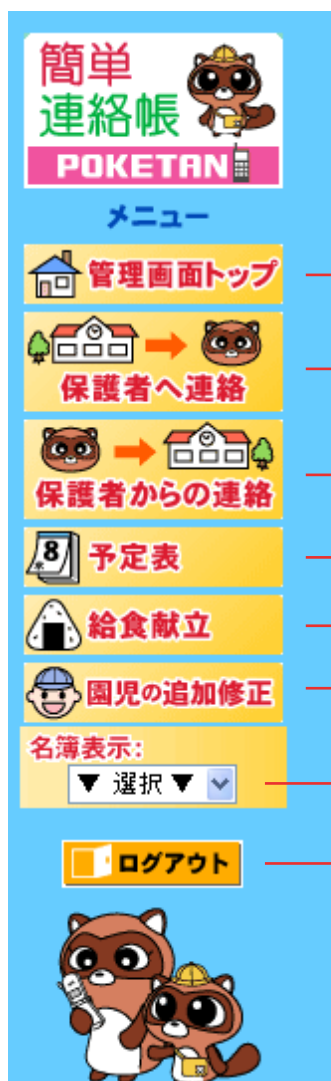 簡単
連絡帳
POKETAN
メニュー
管理画面トップ
保護者へ連絡
保護者からの連絡
8
予定表
給食献立
園児の追加修正
名簿表示:
▼ 選択 ▼
ログアウト